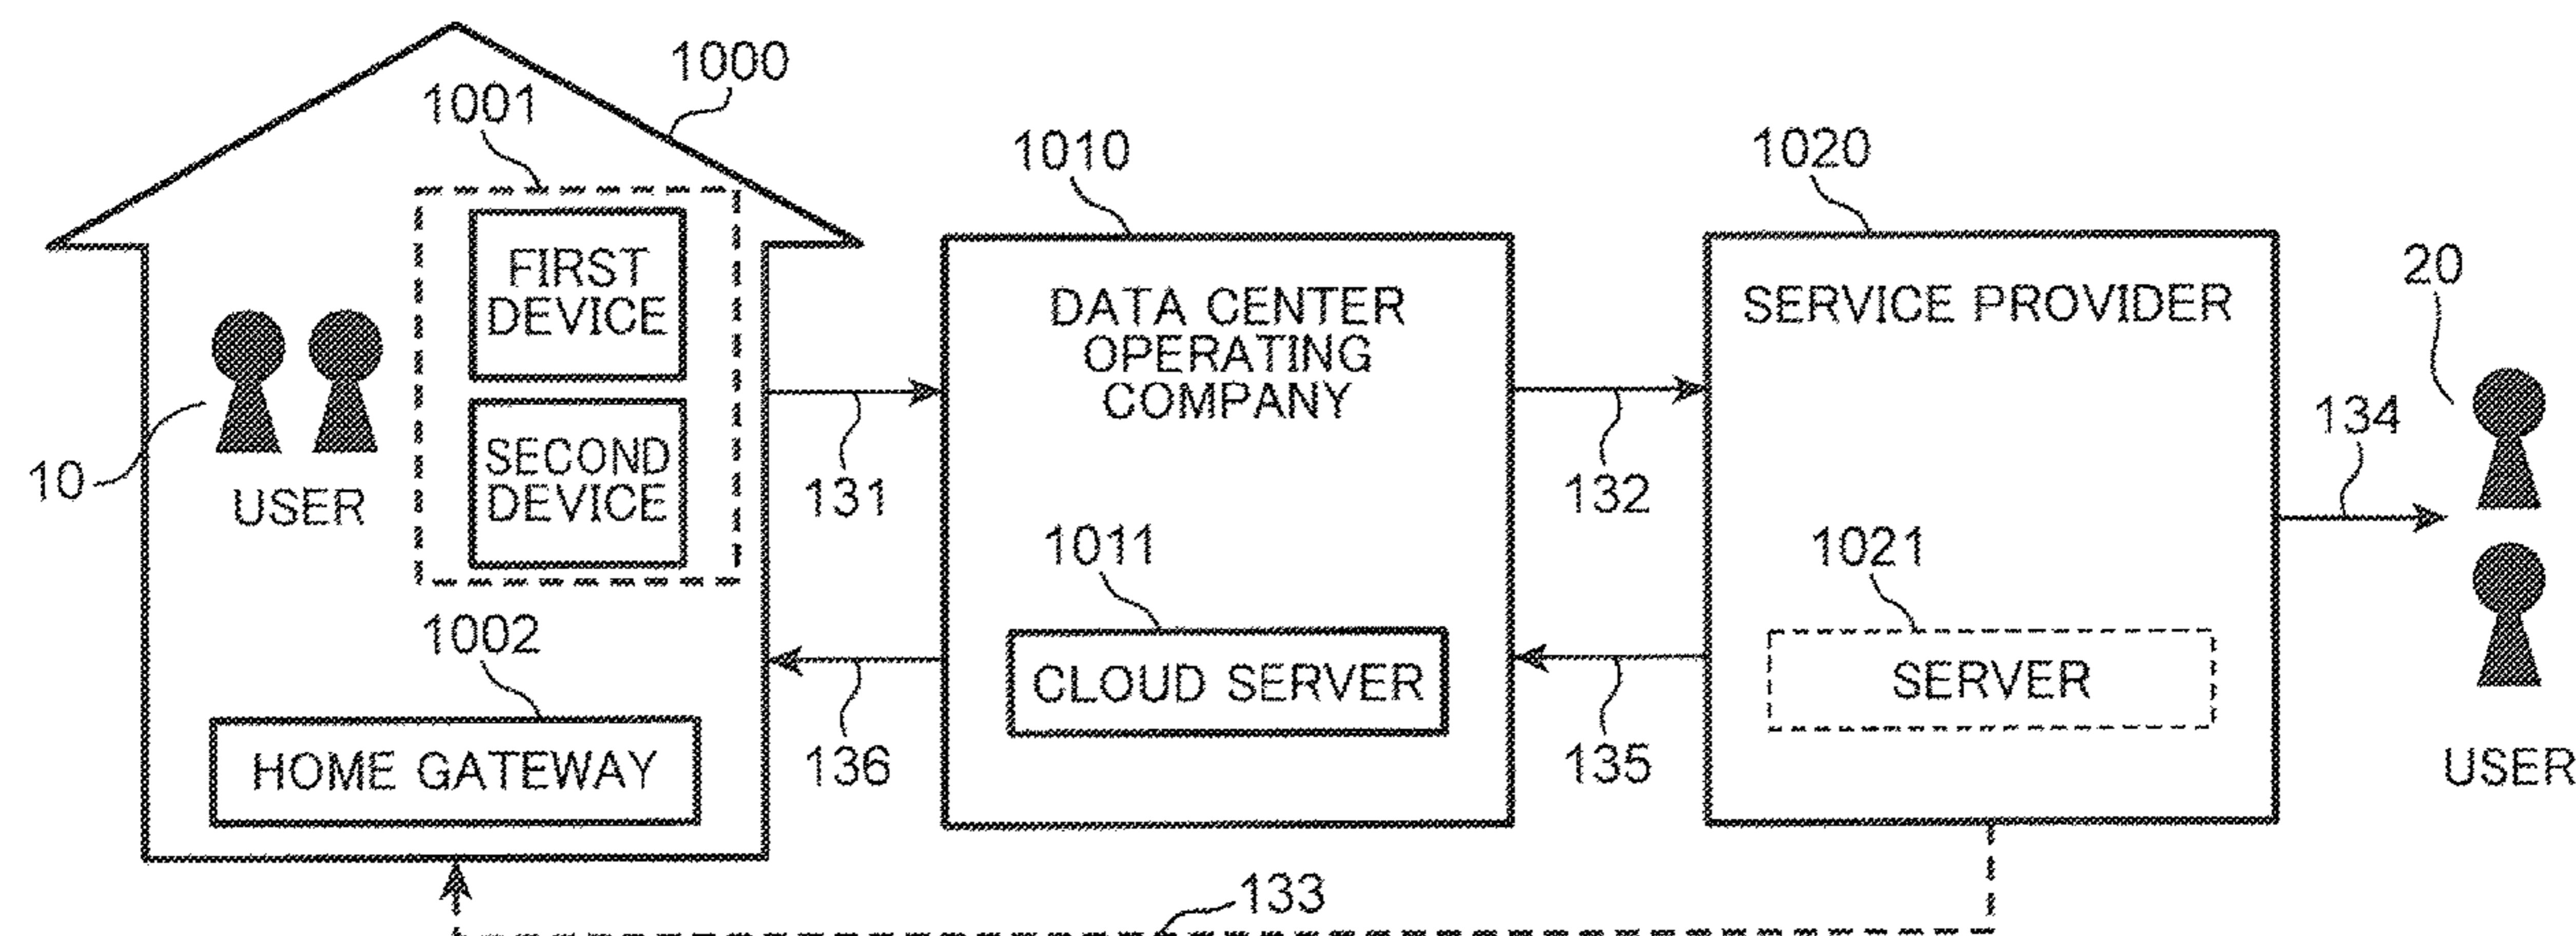 1000
1001
FIRST
DEVICE
SECOND
DEVICE
10
USER
1002
HOME GATEWAY
131
136
1010
DATA CENTER
OPERATING
COMPANY
1011
CLOUD SERVER
132
135
1020
SERVICE PROVIDER
1021
SERVER
134
20
USER
133